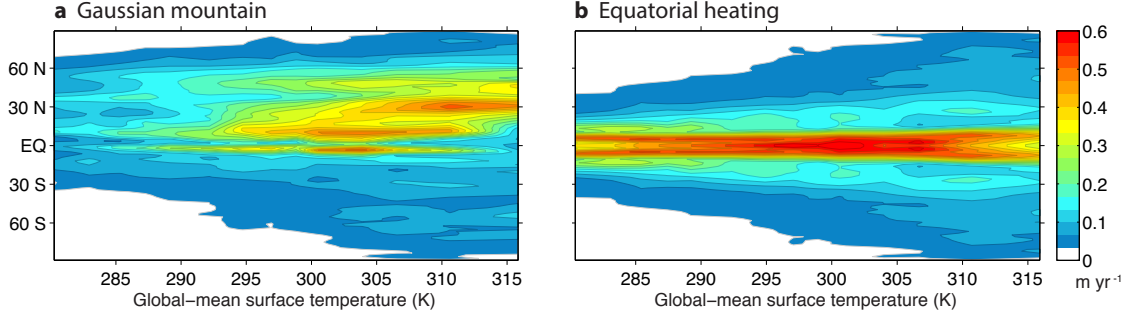 a Gaussian mountain
b Equatorial heating
60 N
30 N
EQ
30 S
60 S
285 290 295 300 305 310 315
Global−mean surface temperature (K)
285 290 295 300 305 310 315
Global−mean surface temperature (K)
0.6
0.5
0.4
0.3
0.2
0.1
0
m yr⁻¹